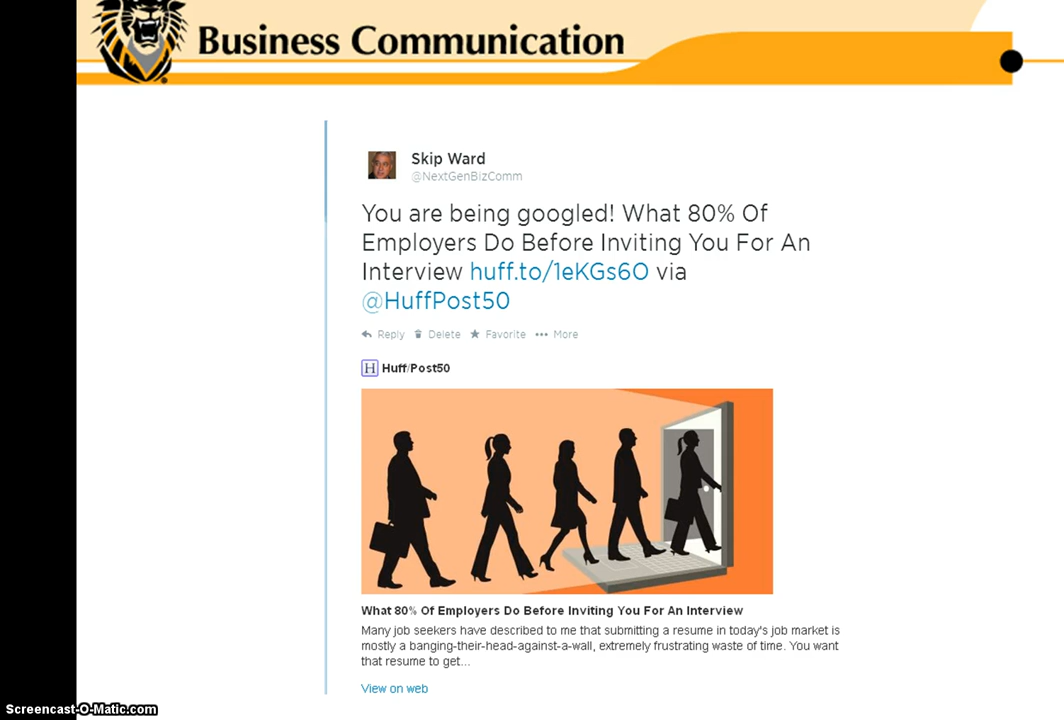 Business Communication
Skip Ward
@NextGenBizComm
You are being googled! What 80% Of
Employers Do Before Inviting You For An
Interview huff.to/1eKGs6O via
@HuffPost50
Reply Delete Favorite More
H Huff/Post50
What 80% Of Employers Do Before Inviting You For An Interview
Many job seekers have described to me that submitting a resume in today's job market is
mostly a banging-their-head-against-a-wall, extremely frustrating waste of time. You want
that resume to get...
View on web
Screencast-O-Matic.com